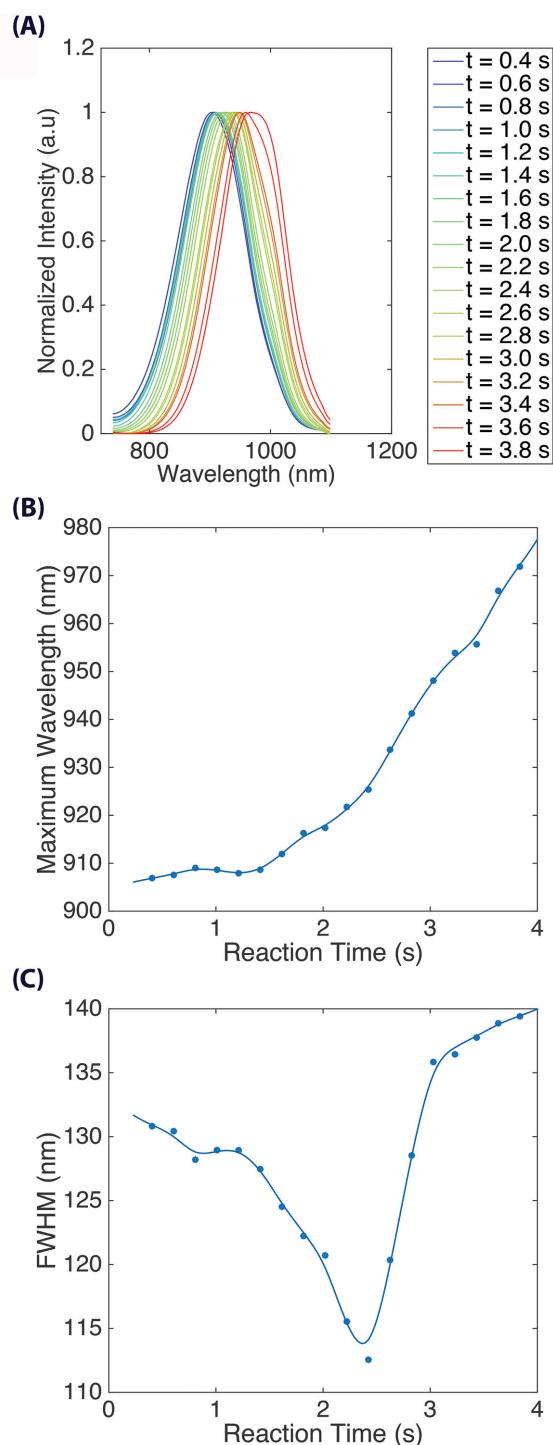 (A)
1.2
1
0.8
0.6
0.4
0.2
0
Normalized Intensity (a.u)
800 1000 1200
Wavelength (nm)
t = 0.4 s
t = 0.6 s
t = 0.8 s
t = 1.0 s
t = 1.2 s
t = 1.4 s
t = 1.6 s
t = 1.8 s
t = 2.0 s
t = 2.2 s
t = 2.4 s
t = 2.6 s
t = 2.8 s
t = 3.0 s
t = 3.2 s
t = 3.4 s
t = 3.6 s
t = 3.8 s
(B)
980
970
960
950
940
930
920
910
900
Maximum Wavelength (nm)
0 1 2 3 4
Reaction Time (s)
(C)
140
135
130
125
120
115
110
FWHM (nm)
0 1 2 3 4
Reaction Time (s)